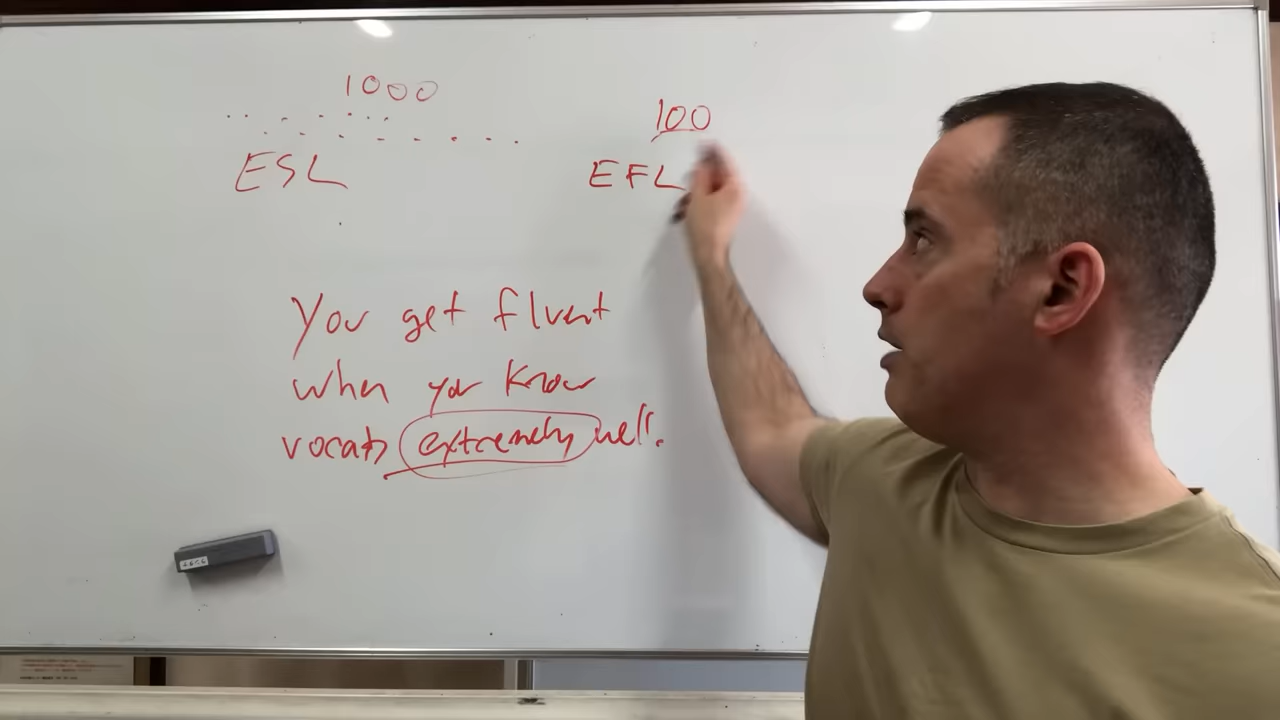 1000
100
ESL
EFL
You get fluent
when you know
vocab extremely well.